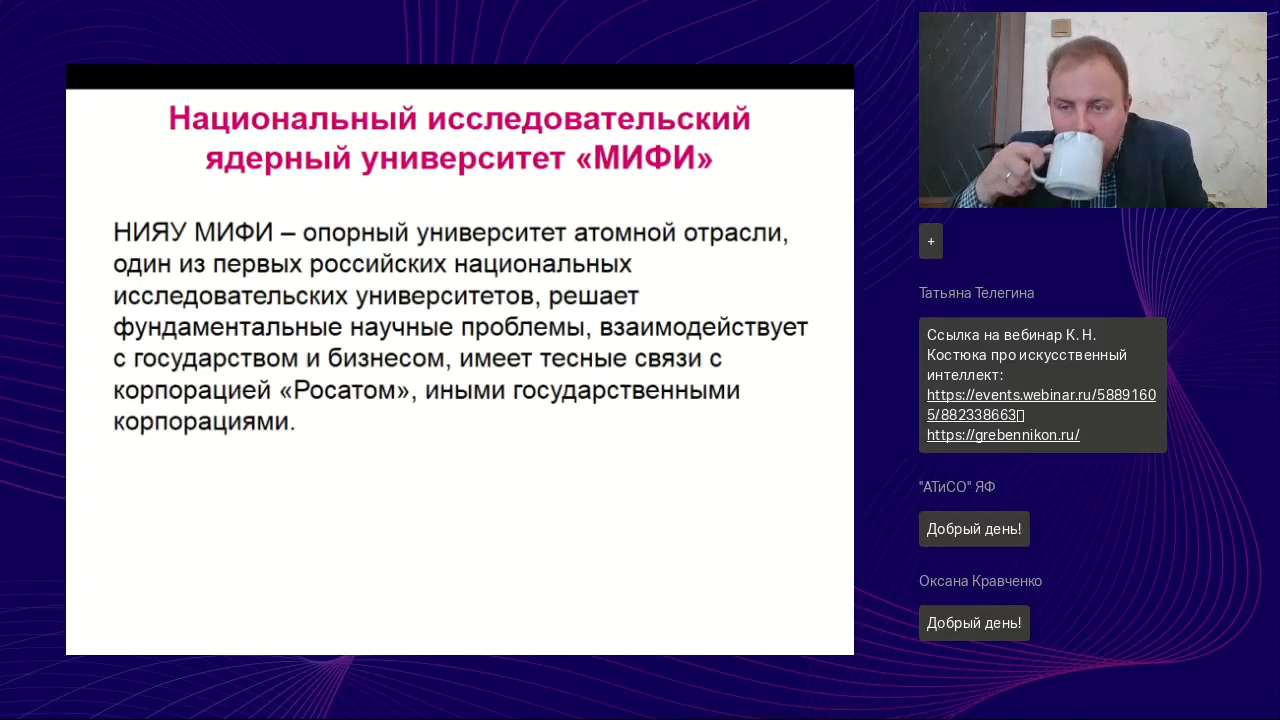 Национальный исследовательский
ядерный университет «МИФИ»
НИЯУ МИФИ – опорный университет атомной отрасли,
один из первых российских национальных
исследовательских университетов, решает
фундаментальные научные проблемы, взаимодействует
с государством и бизнесом, имеет тесные связи с
корпорацией «Росатом», иными государственными
корпорациями.
+
Татьяна Телегина
Ссылка на вебинар К. Н.
Костюка про искусственный
интеллект:
https://events.webinar.ru/5889160
5/882338663
https://grebennikon.ru/
"АТиСО" ЯФ
Добрый день!
Оксана Кравченко
Добрый день!